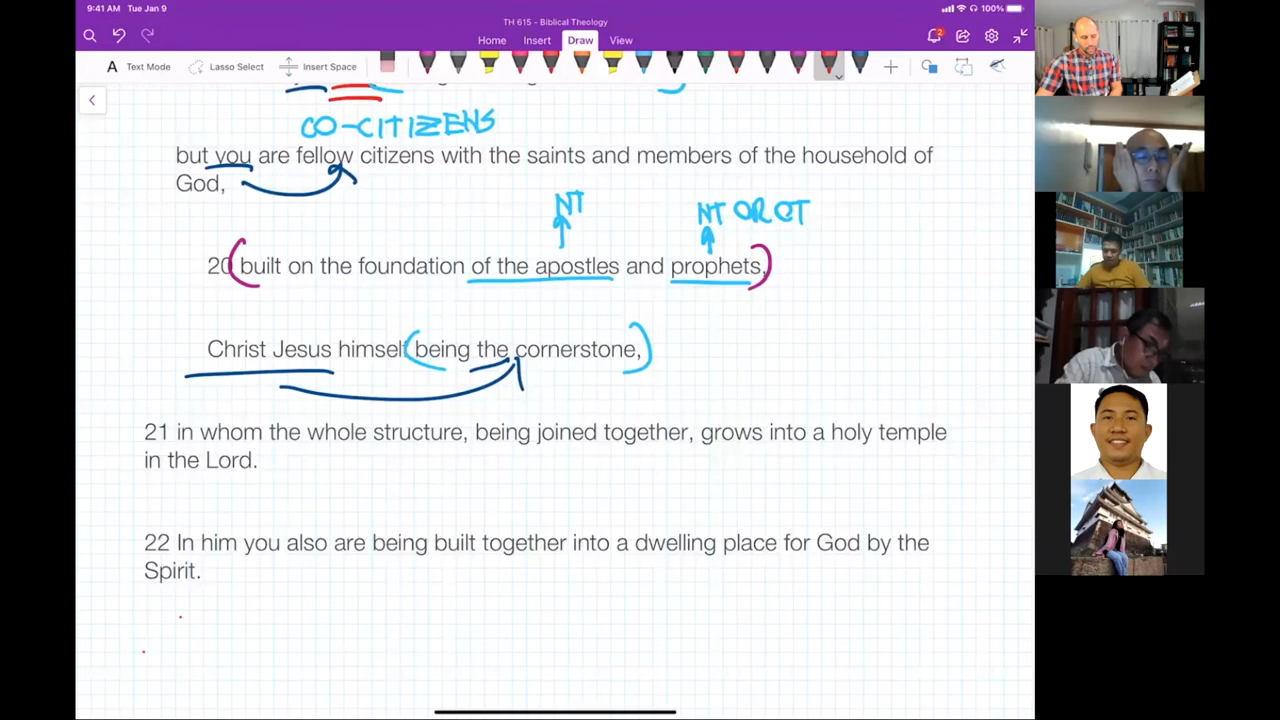 9:41 AM Tue Jan 9
100%
TH 615 - Biblical Theology
Home Insert Draw View
2
A Text Mode Lasso Select Insert Space
CO-CITIZENS
but you are fellow citizens with the saints and members of the household of
God,
NT
NT OR OT
20 built on the foundation of the apostles and prophets,
Christ Jesus himself being the cornerstone,
21 in whom the whole structure, being joined together, grows into a holy temple
in the Lord.
22 In him you also are being built together into a dwelling place for God by the
Spirit.